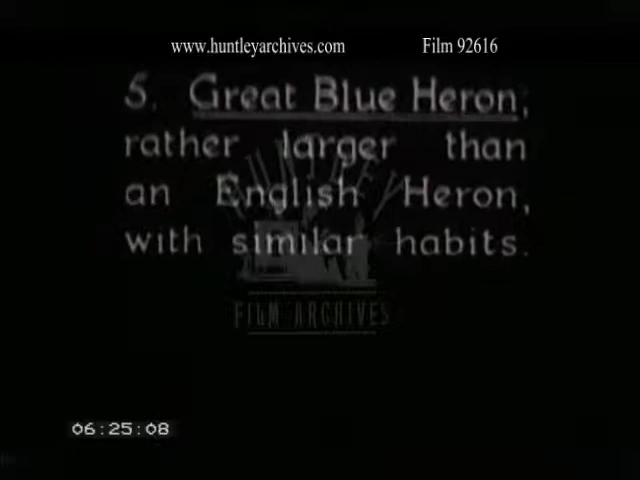 www.huntleyarchives.com Film 92616
5. Great Blue Heron,
rather larger than
an English Heron,
with similar habits.
HUNTLEY
FILM ARCHIVES
06:25:08